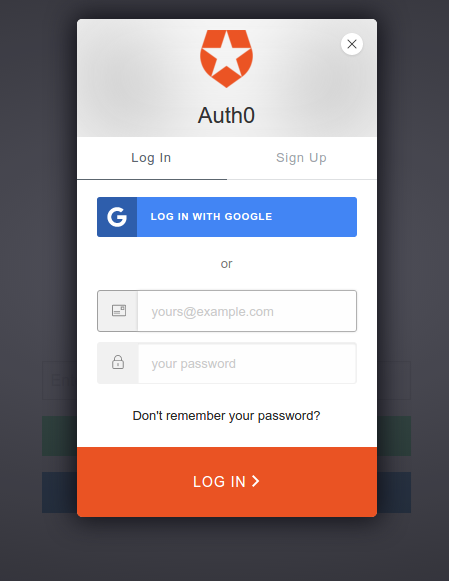 Auth0
Log In
Sign Up
LOG IN WITH GOOGLE
or
yours@example.com
your password
Don't remember your password?
LOG IN